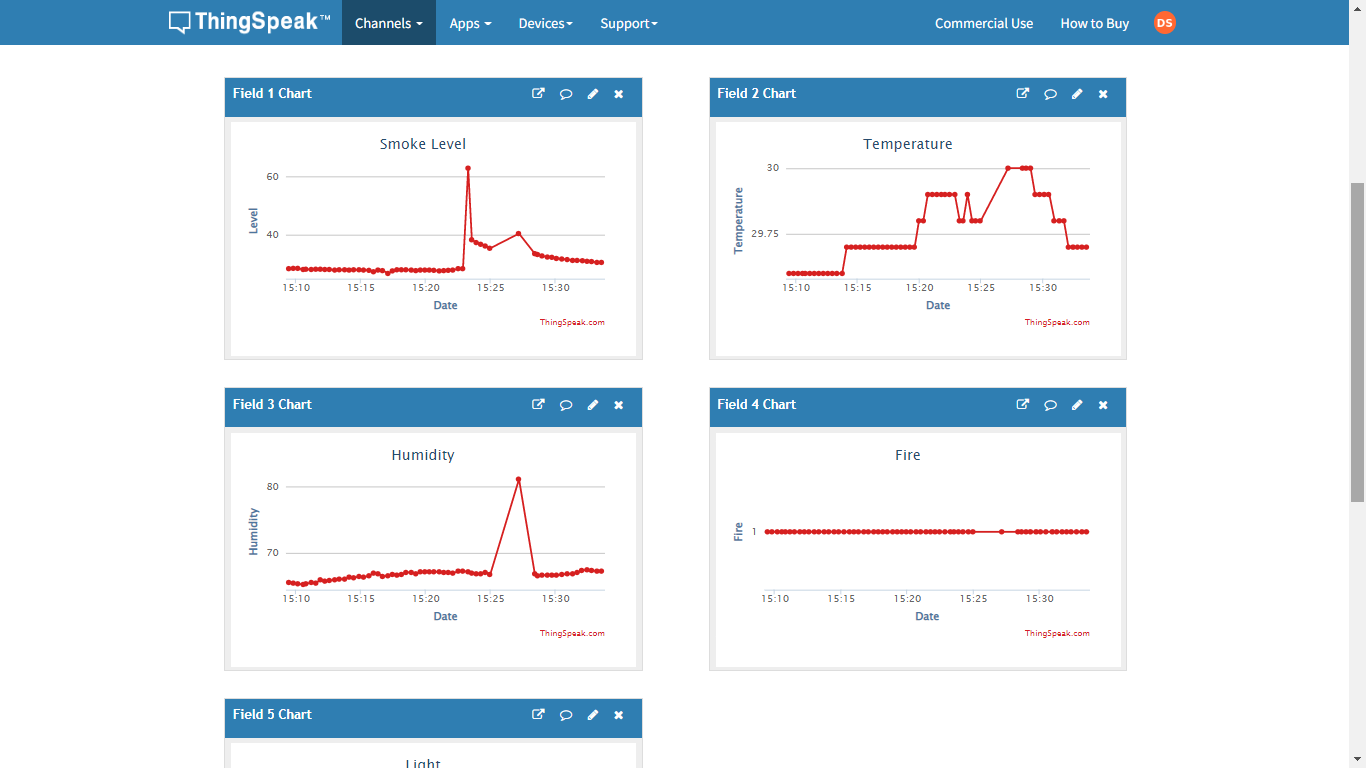 ThingSpeak™ Channels Apps Devices Support Commercial Use How to Buy DS
Field 1 Chart
Smoke Level
Level
60
40
15:10 15:15 15:20 15:25 15:30
Date
ThingSpeak.com
Field 2 Chart
Temperature
Temperature
30
29.75
15:10 15:15 15:20 15:25 15:30
Date
ThingSpeak.com
Field 3 Chart
Humidity
Humidity
80
70
15:10 15:15 15:20 15:25 15:30
Date
ThingSpeak.com
Field 4 Chart
Fire
Fire
1
15:10 15:15 15:20 15:25 15:30
Date
ThingSpeak.com
Field 5 Chart
Light